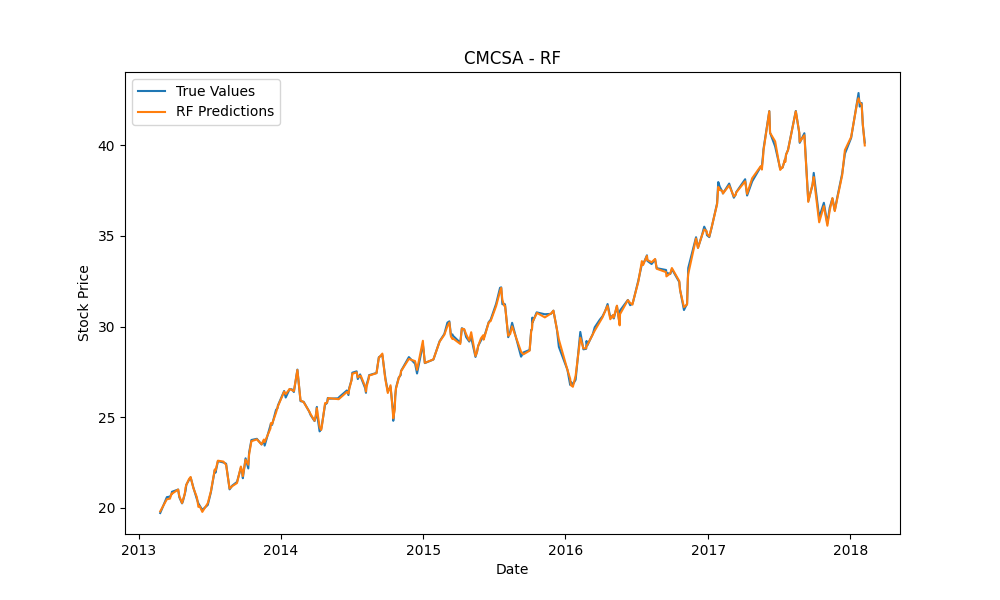 CMCSA - RF
True Values
RF Predictions
40
35
30
25
20
Stock Price
2013 2014 2015 2016 2017 2018
Date